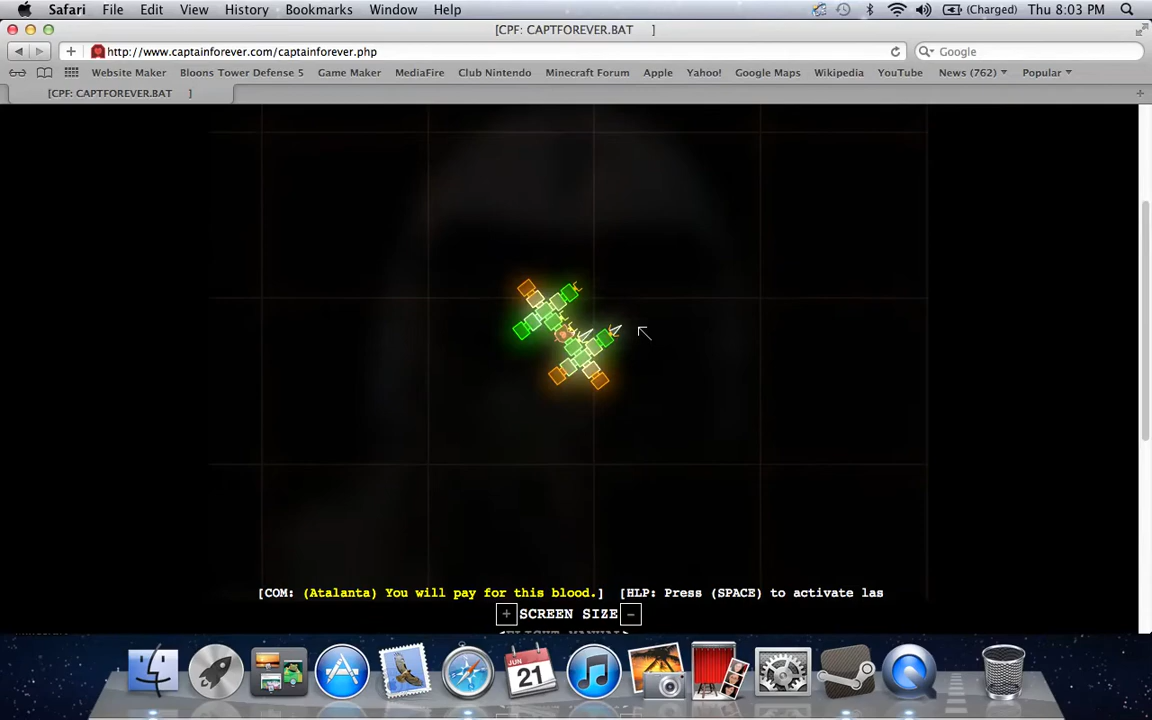 Safari File Edit View History Bookmarks Window Help (Charged) Thu 8:03 PM
[CPF: CAPTFOREVER.BAT ]
http://www.captainforever.com/captainforever.php Google
Website Maker Bloons Tower Defense 5 Game Maker MediaFire Club Nintendo Minecraft Forum Apple Yahoo! Google Maps Wikipedia YouTube News (762) Popular
[CPF: CAPTFOREVER.BAT ]
[COM: (Atalanta) You will pay for this blood.] [HLP: Press (SPACE) to activate las
+ SCREEN SIZE -
JUN
21